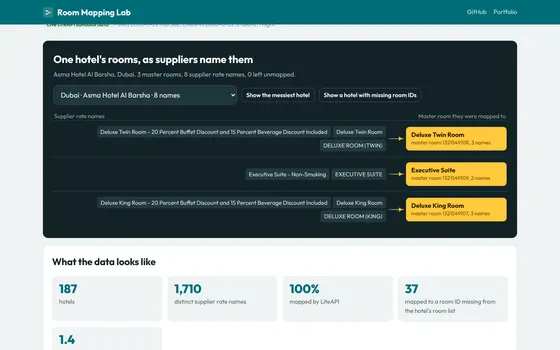 Room Mapping Lab
GitHub Portfolio
One hotel's rooms, as suppliers name them
Asma Hotel Al Barsha, Dubai. 3 master rooms, 8 supplier rate names, 0 left unmapped.
Dubai · Asma Hotel Al Barsha · 8 names
Show the messiest hotel
Show a hotel with missing room IDs
Supplier rate names
Master room they were mapped to
Deluxe Twin Room - 20 Percent Buffet Discount and 15 Percent Beverage Discount Included
Deluxe Twin Room
DELUXE ROOM (TWIN)
Deluxe Twin Room
master room 1321549108, 3 names
Executive Suite - Non-Smoking
EXECUTIVE SUITE
Executive Suite
master room 1321549109, 2 names
Deluxe King Room - 20 Percent Buffet Discount and 15 Percent Beverage Discount Included
Deluxe King Room
DELUXE ROOM (KING)
Deluxe King Room
master room 1321549107, 3 names
What the data looks like
187
hotels
1,710
distinct supplier rate names
100%
mapped by LiteAPI
37
mapped to a room ID missing from
the hotel's room list
1.4